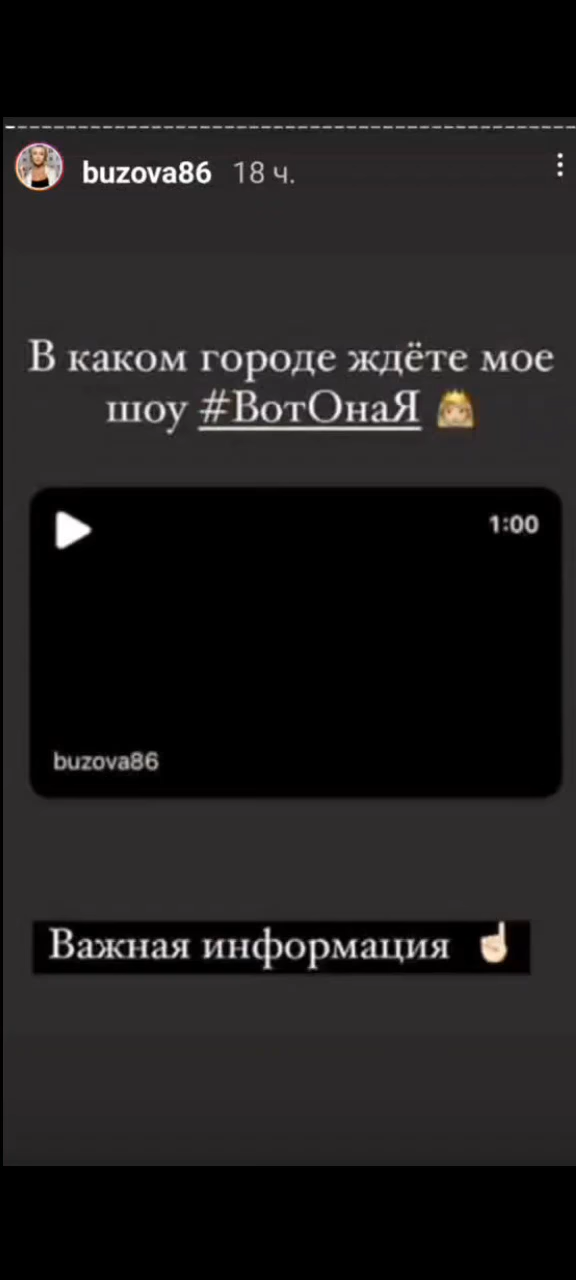 buzova86 18 ч.
В каком городе ждёте мое
шоу #ВотОнаЯ
1:00
buzova86
Важная информация